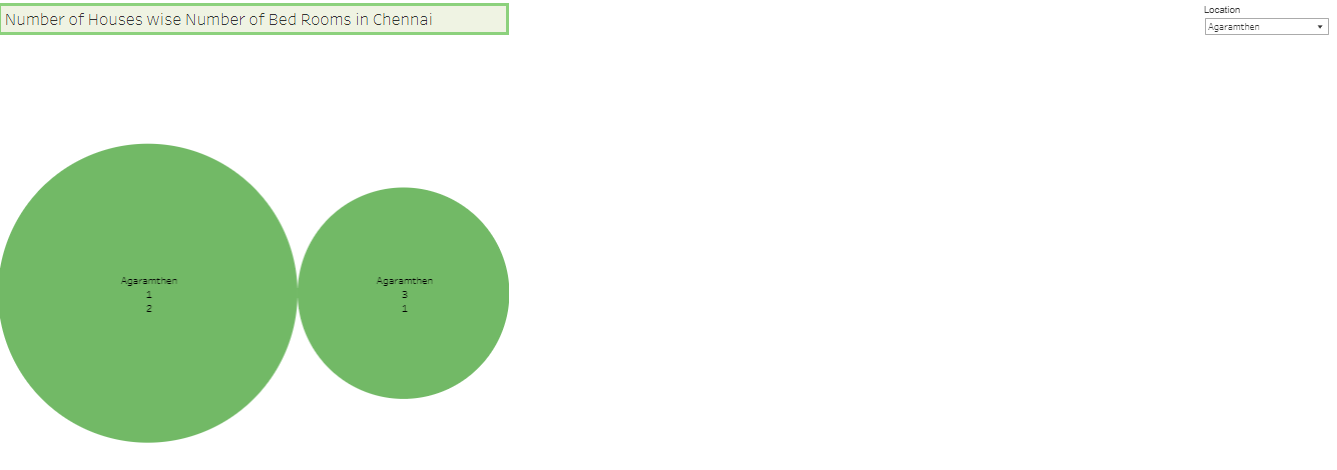 Number of Houses wise Number of Bed Rooms in Chennai
Location
Agaramthen
Agaramthen
1
2
Agaramthen
3
1